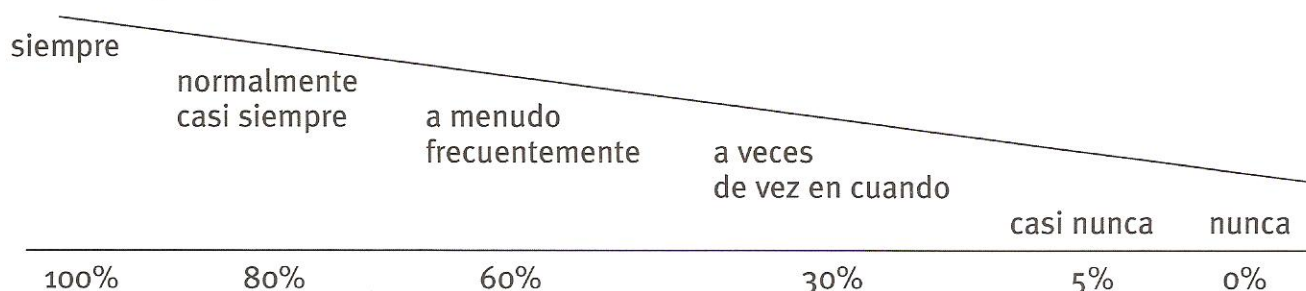 siempre
normalmente
casi siempre
a menudo
frecuentemente
a veces
de vez en cuando
casi nunca
nunca
100%
80%
60%
30%
5%
0%